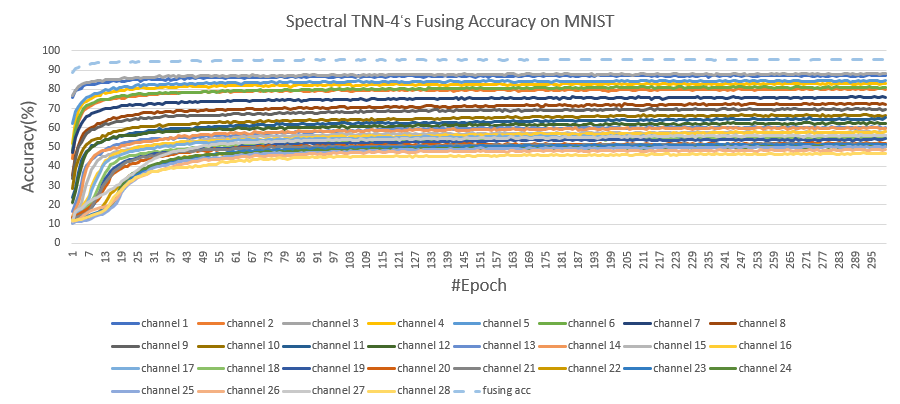 Spectral TNN-4's Fusing Accuracy on MNIST
100
90
80
70
60
50
40
30
20
10
0
Accuracy(%)
1 7 13 19 25 31 37 43 49 55 61 67 73 79 85 91 97 103 109 115 121 127 133 139 145 151 157 163 169 175 181 187 193 199 205 211 217 223 229 235 241 247 253 259 265 271 277 283 289 295
#Epoch
channel 1 channel 2 channel 3 channel 4 channel 5 channel 6 channel 7 channel 8
channel 9 channel 10 channel 11 channel 12 channel 13 channel 14 channel 15 channel 16
channel 17 channel 18 channel 19 channel 20 channel 21 channel 22 channel 23 channel 24
channel 25 channel 26 channel 27 channel 28 fusing acc